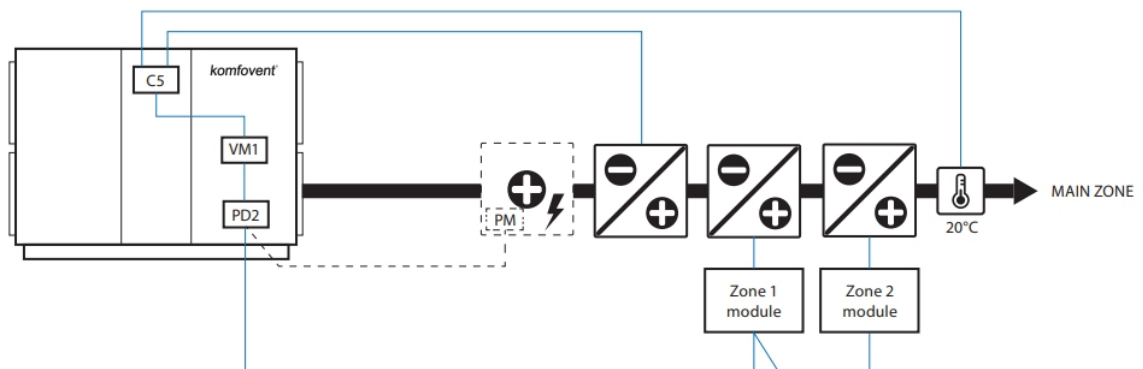 C5
komfovent
VM1
PD2
PM
20°C
MAIN ZONE
Zone 1
module
Zone 2
module